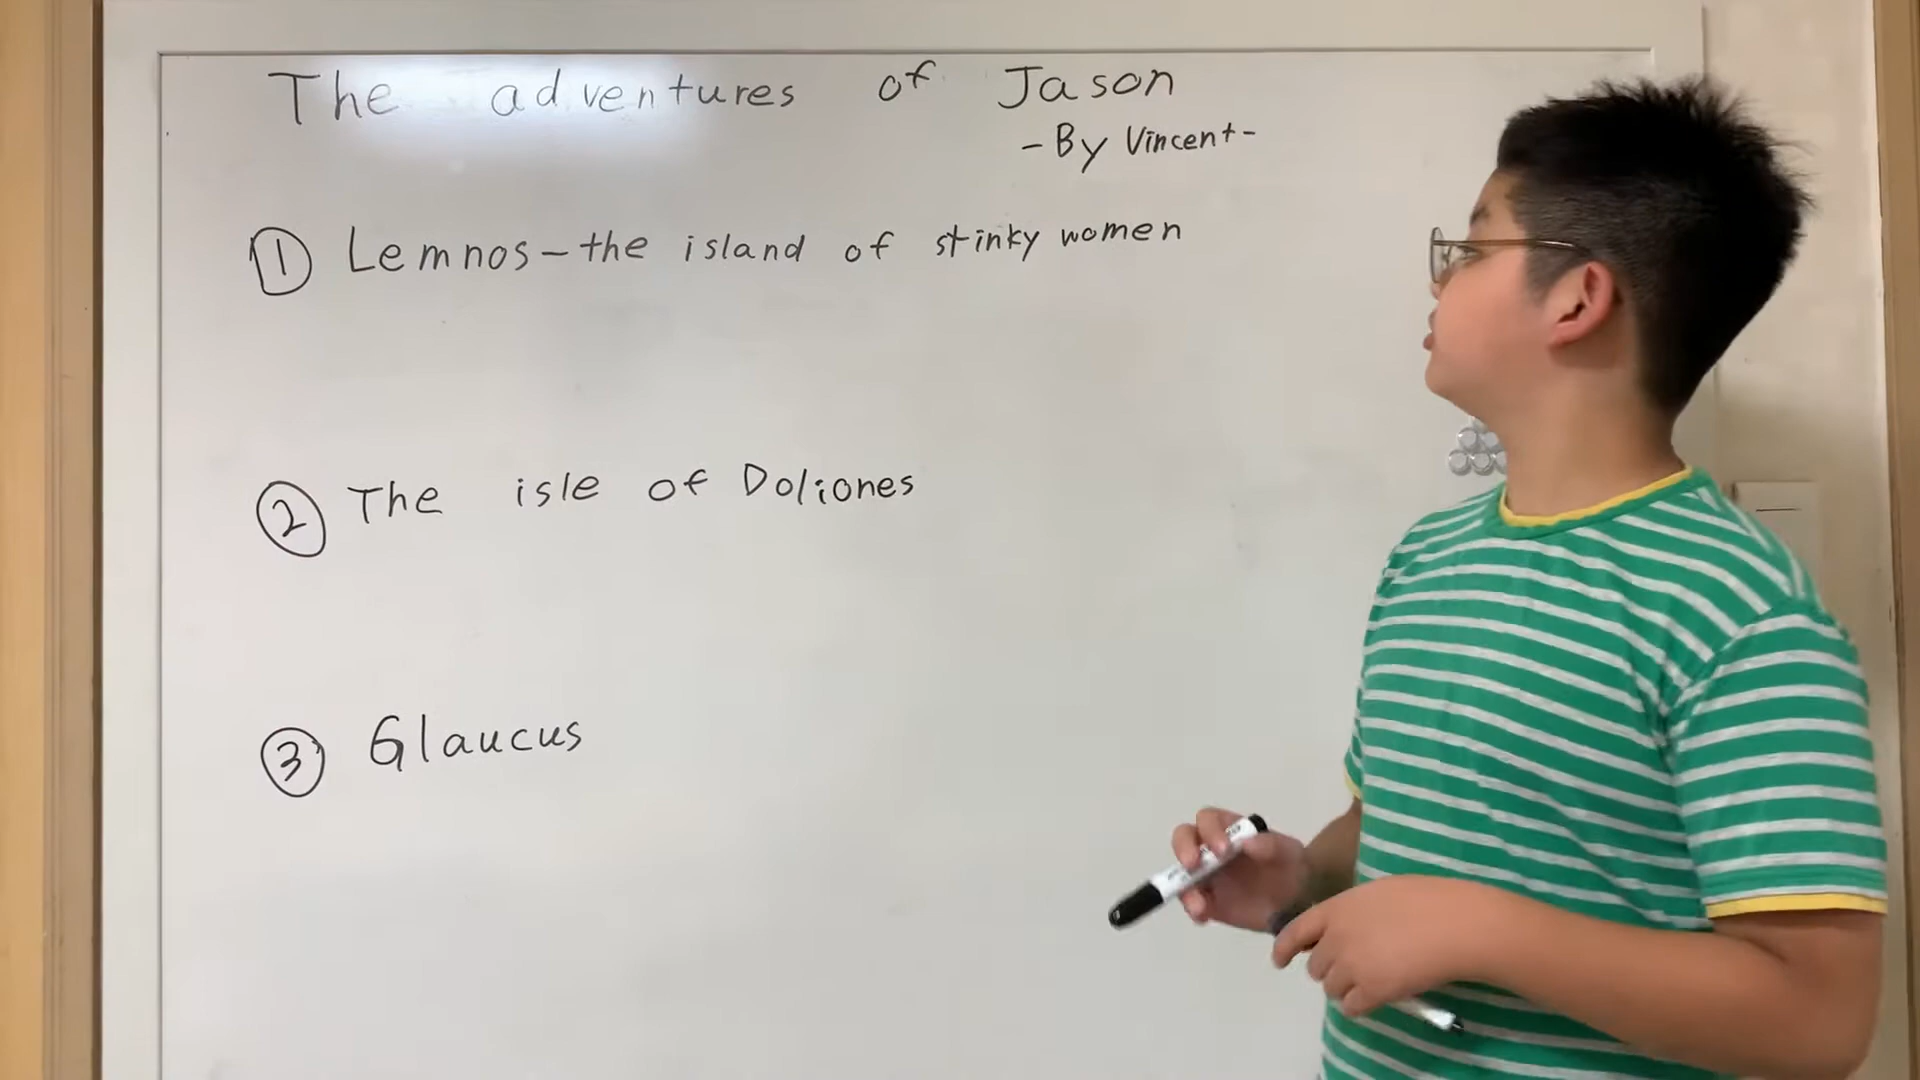 The adventures of Jason
- By Vincent -
① Lemnos - the island of stinky women
② The isle of Doliones
③ Glaucus